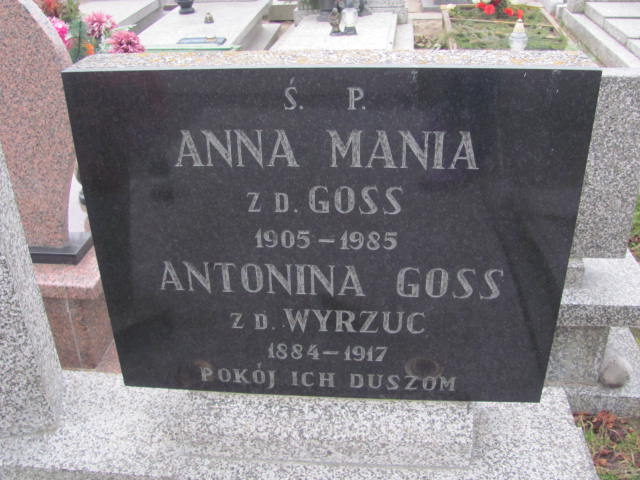 Ś. P.
ANNA MANIA
Z D. GOSS
1905-1985
ANTONINA GOSS
Z D. WYRZUC
1884-1917
POKÓJ ICH DUSZOM